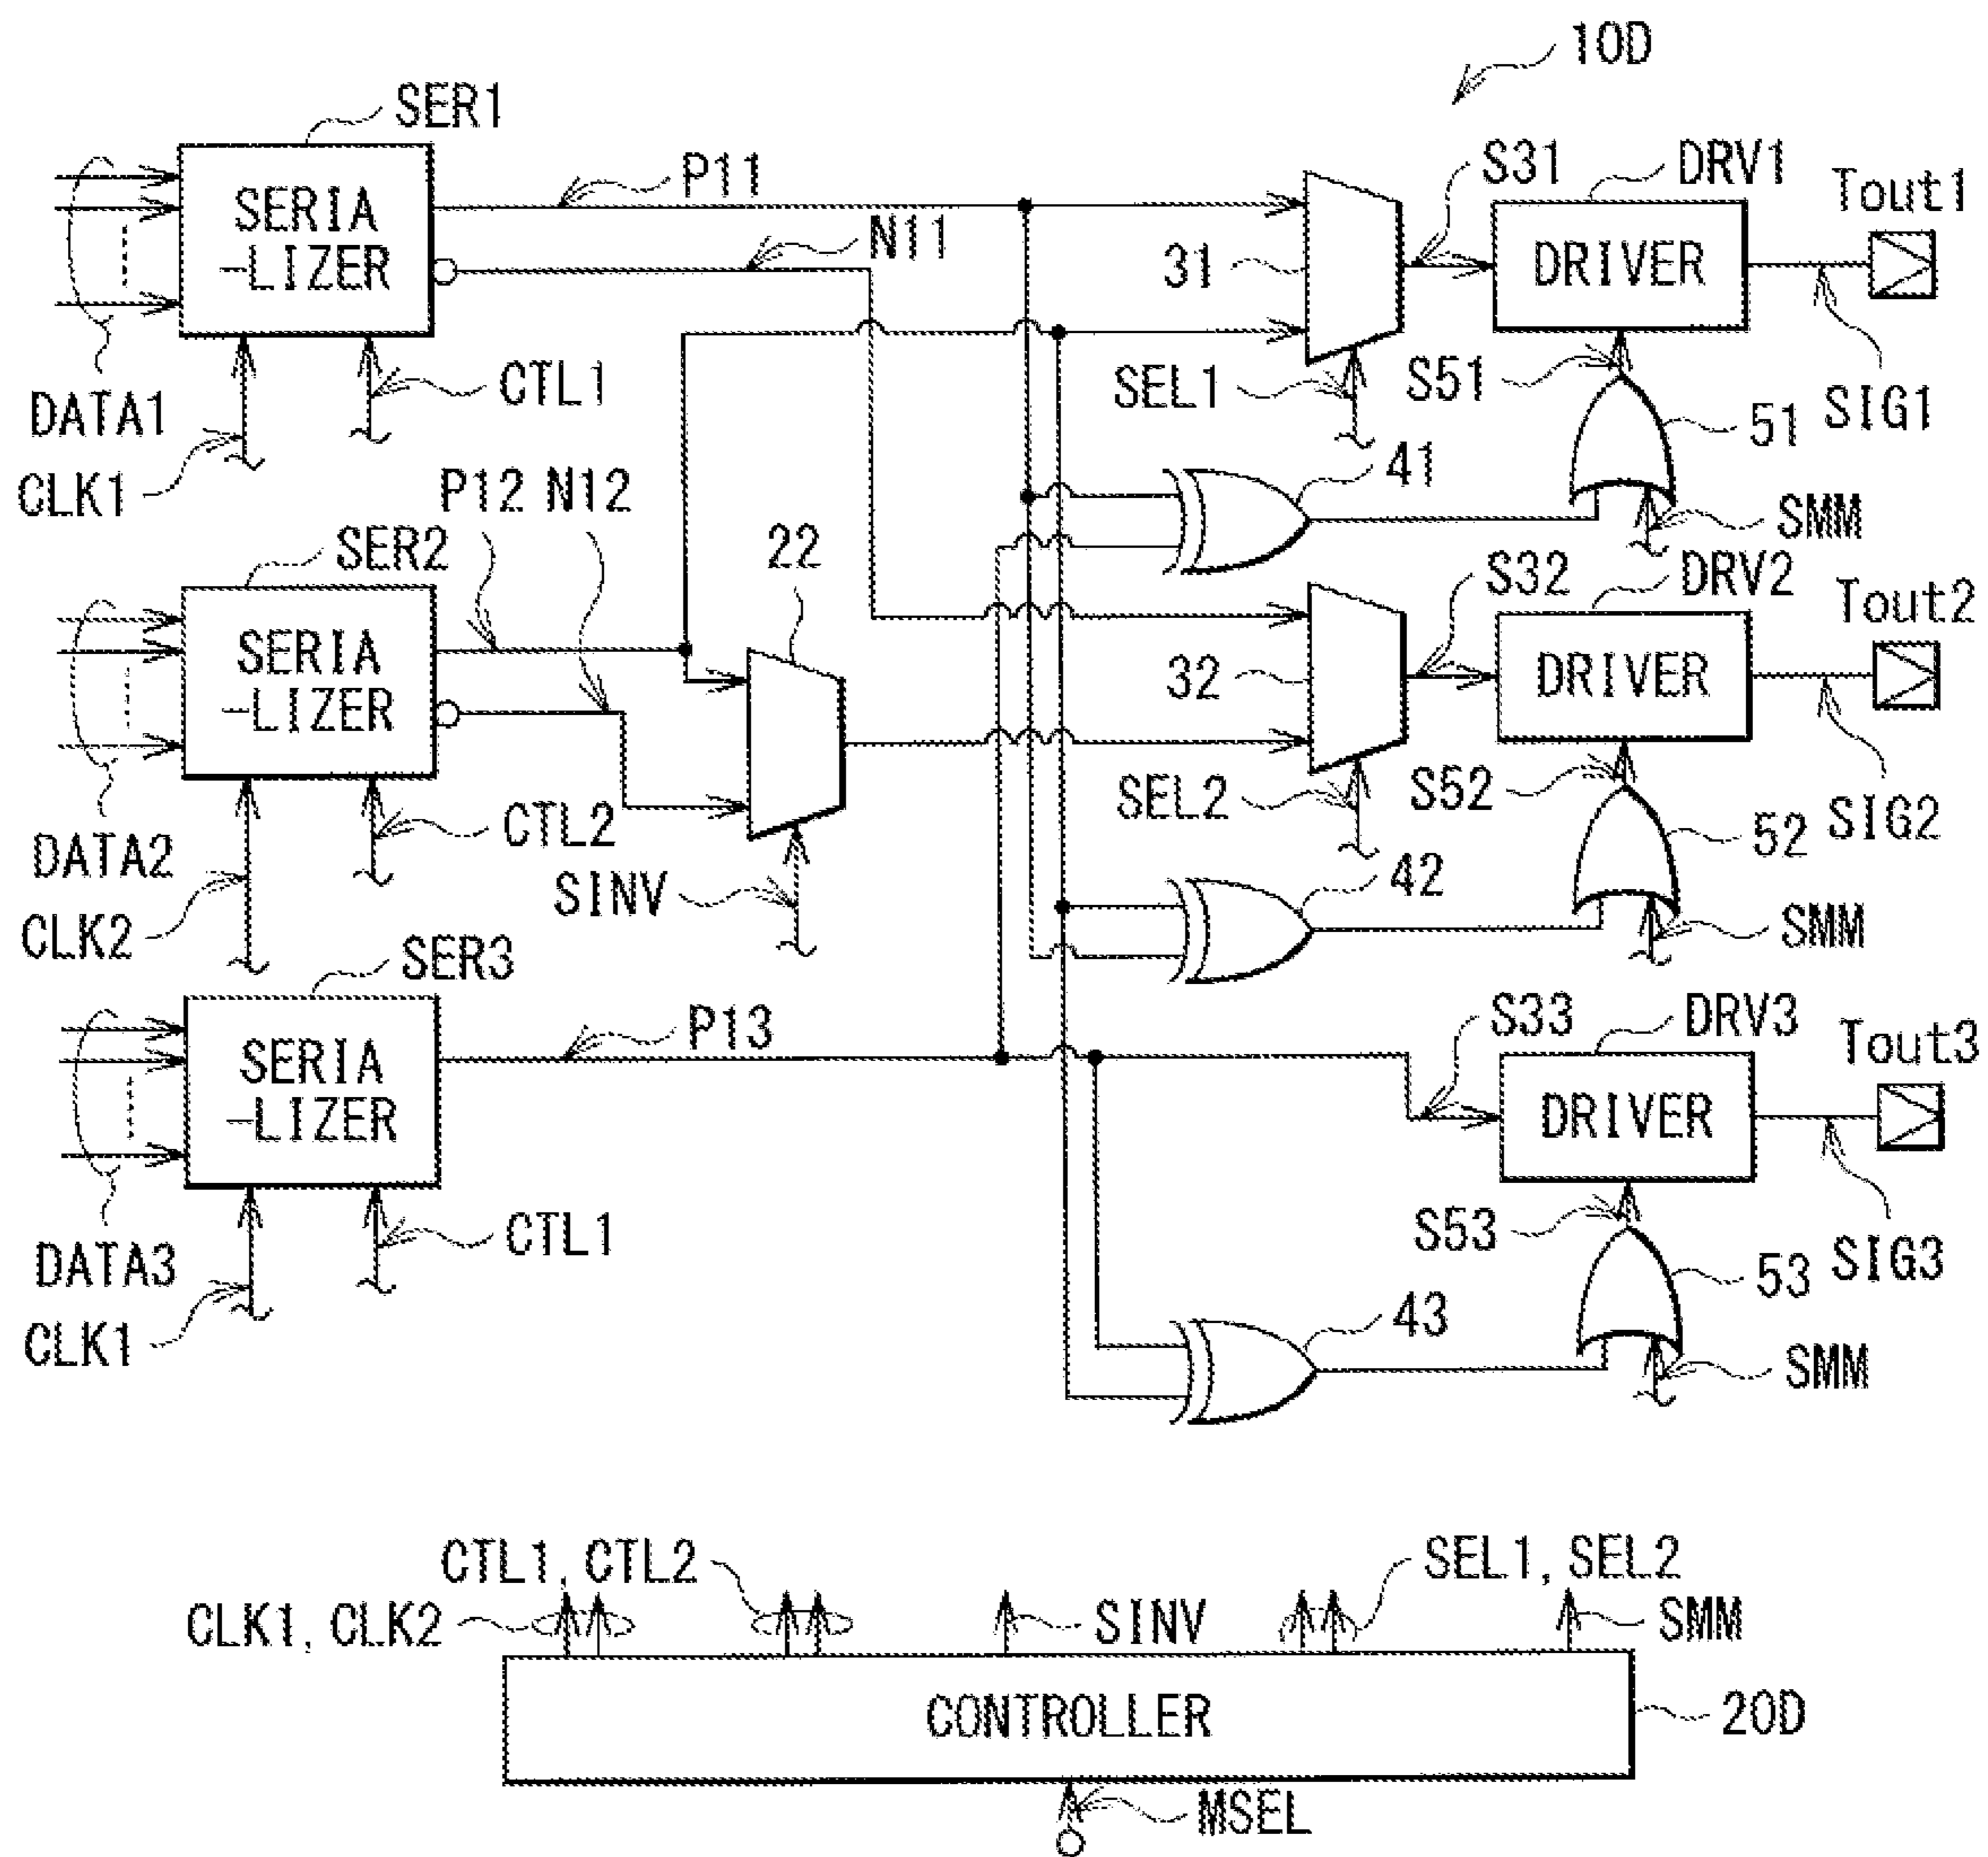 10D
SER1
SERIA
-LIZER
P11
N11
S31
DRV1
Tout1
DRIVER
31
DATA1
CTL1
CLK1
SEL1
S51
51
SIG1
41
SMM
P12 N12
SER2
22
SERIA
-LIZER
S32
DRV2
Tout2
DRIVER
32
DATA2
CTL2
CLK2
SINV
SEL2
S52
52
SIG2
42
SMM
SER3
SERIA
-LIZER
P13
S33
DRV3
Tout3
DRIVER
DATA3
CTL1
CLK1
S53
53
SIG3
43
SMM
CTL1, CTL2
CLK1, CLK2
SINV
SEL1, SEL2
SMM
CONTROLLER
20D
MSEL